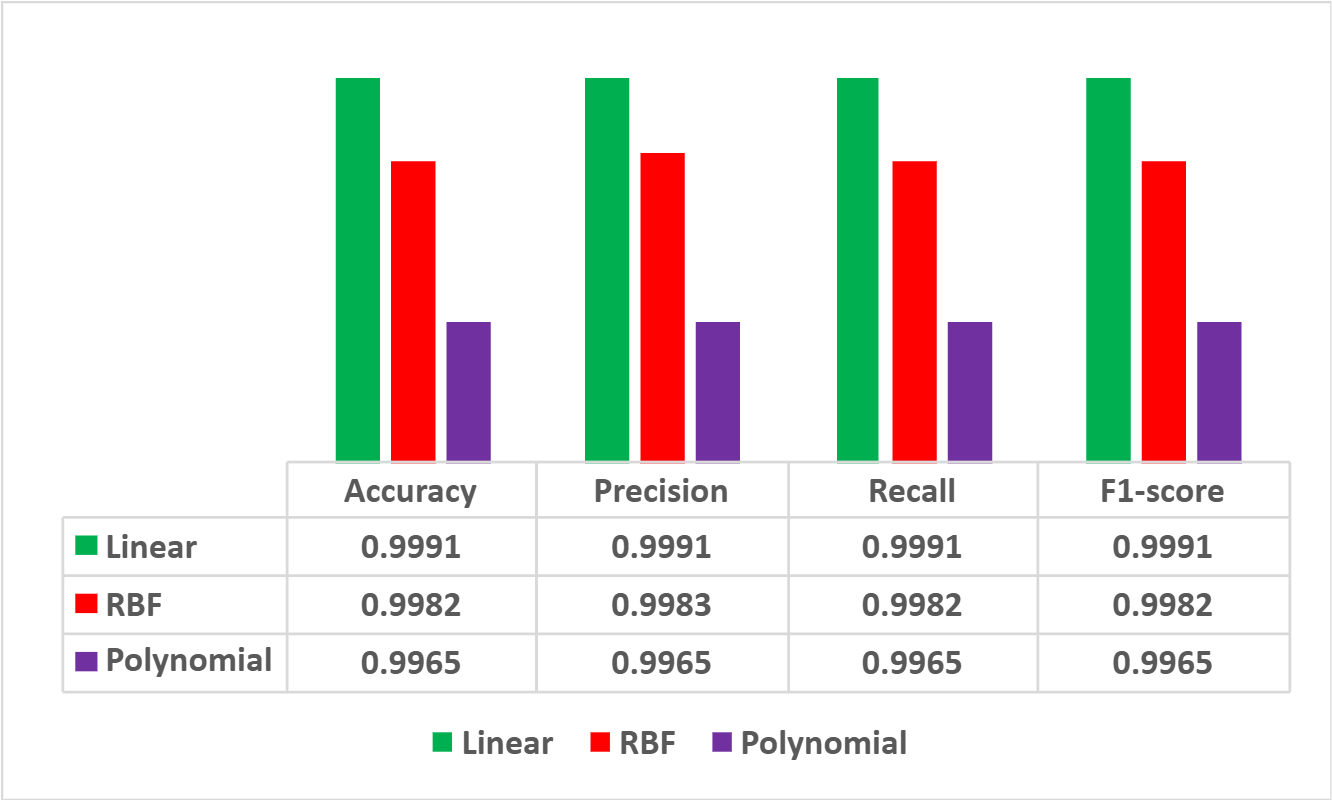 Accuracy Precision Recall F1-score
Linear 0.9991 0.9991 0.9991 0.9991
RBF 0.9982 0.9983 0.9982 0.9982
Polynomial 0.9965 0.9965 0.9965 0.9965
Linear RBF Polynomial